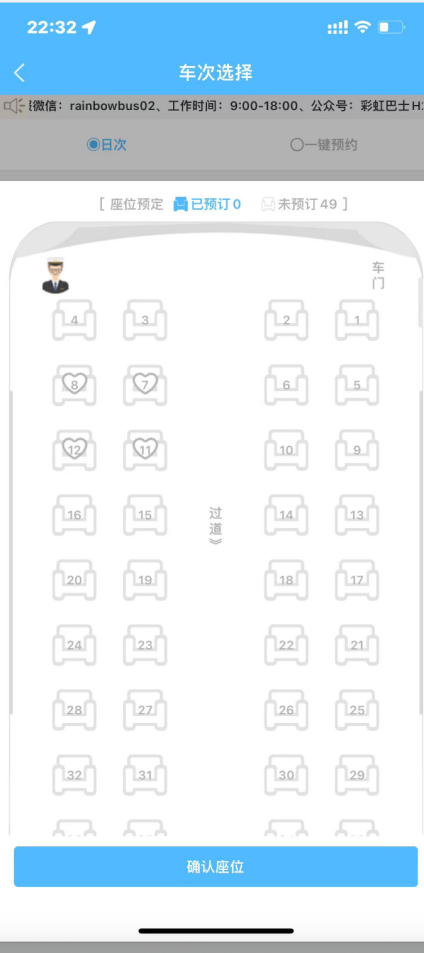 22:32
车次选择
微信：rainbowbus02、工作时间：9:00-18:00、公众号：彩虹巴士H
日次 一键预约
[ 座位预定 已预订0 未预订49 ]
车门
4 3 2 1
8 7 6 5
12 11 10 9
16 15 14 13
过道
20 19 18 17
24 23 22 21
28 27 26 25
32 31 30 29
确认座位